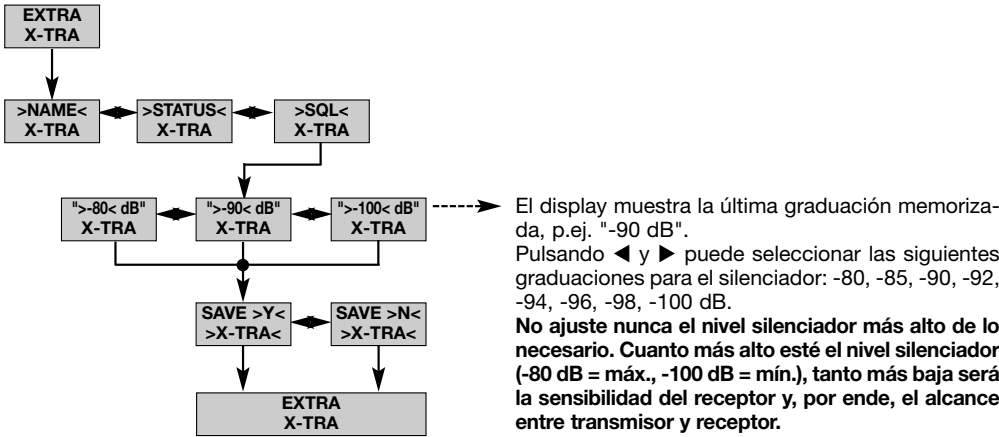 EXTRA
X-TRA
>NAME<
X-TRA
>STATUS<
X-TRA
>SQL<
X-TRA
">-80< dB"
X-TRA
">-90< dB"
X-TRA
">-100< dB"
X-TRA
SAVE >Y<
>X-TRA<
SAVE >N<
>X-TRA<
EXTRA
X-TRA
El display muestra la última graduación memoriza-
da, p.ej. "-90 dB".
Pulsando ◀ y ▶ puede seleccionar las siguientes
graduaciones para el silenciador: -80, -85, -90, -92,
-94, -96, -98, -100 dB.
No ajuste nunca el nivel silenciador más alto de lo
necesario. Cuanto más alto esté el nivel silenciador
(-80 dB = máx., -100 dB = mín.), tanto más baja será
la sensibilidad del receptor y, por ende, el alcance
entre transmisor y receptor.